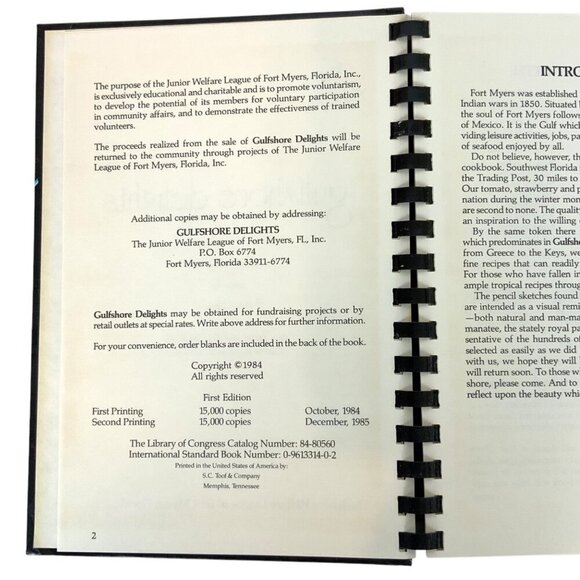 The purpose of the Junior Welfare League of Fort Myers, Florida, Inc.,
is exclusively educational and charitable and is to promote voluntarism,
to develop the potential of its members for voluntary participation
in community affairs, and to demonstrate the effectiveness of trained
volunteers.
The proceeds realized from the sale of Gulfshore Delights will be
returned to the community through projects of The Junior Welfare
League of Fort Myers, Florida, Inc.
Additional copies may be obtained by addressing:
GULFSHORE DELIGHTS
The Junior Welfare League of Fort Myers, FL, Inc.
P.O. Box 6774
Fort Myers, Florida 33911-6774
Gulfshore Delights may be obtained for fundraising projects or by
retail outlets at special rates. Write above address for further information.
For your convenience, order blanks are included in the back of the book.
Copyright ©1984
All rights reserved
First Edition
First Printing 15,000 copies October, 1984
Second Printing 15,000 copies December, 1985
The Library of Congress Catalog Number: 84-80560
International Standard Book Number: 0-9613314-0-2
Printed in the United States of America by:
S.C. Toof & Company
Memphis, Tennessee
2
INTRO
Fort Myers was established
Indian wars in 1850. Situated
the soul of Fort Myers follows
of Mexico. It is the Gulf which
viding leisure activities, jobs, pa
of seafood enjoyed by all.
Do not believe, however, th
cookbook. Southwest Florida
the Trading Post, 30 miles to
Our tomato, strawberry and p
nation during the winter mon
are second to none. The quality
an inspiration to the willing
By the same token there
which predominates in Gulfsho
from Greece to the Keys, we
fine recipes that can readily
For those who have fallen in
ample tropical recipes through
The pencil sketches found
are intended as a visual remi
—both natural and man-ma
manatee, the stately royal pa
sentative of the hundreds of
selected as easily as we did
with us, we hope they will
will return soon. To those w
shore, please come. And to
reflect upon the beauty whic